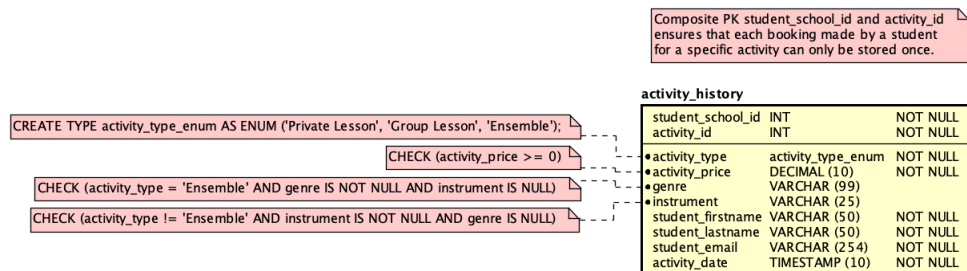 Composite PK student_school_id and activity_id
ensures that each booking made by a student
for a specific activity can only be stored once.
activity_history
student_school_id INT NOT NULL
activity_id INT NOT NULL
CREATE TYPE activity_type_enum AS ENUM ('Private Lesson', 'Group Lesson', 'Ensemble');
activity_type activity_type_enum NOT NULL
CHECK (activity_price >= 0)
activity_price DECIMAL (10) NOT NULL
CHECK (activity_type = 'Ensemble' AND genre IS NOT NULL AND instrument IS NULL)
genre VARCHAR (99)
CHECK (activity_type != 'Ensemble' AND instrument IS NOT NULL AND genre IS NULL)
instrument VARCHAR (25)
student_firstname VARCHAR (50) NOT NULL
student_lastname VARCHAR (50) NOT NULL
student_email VARCHAR (254) NOT NULL
activity_date TIMESTAMP (10) NOT NULL